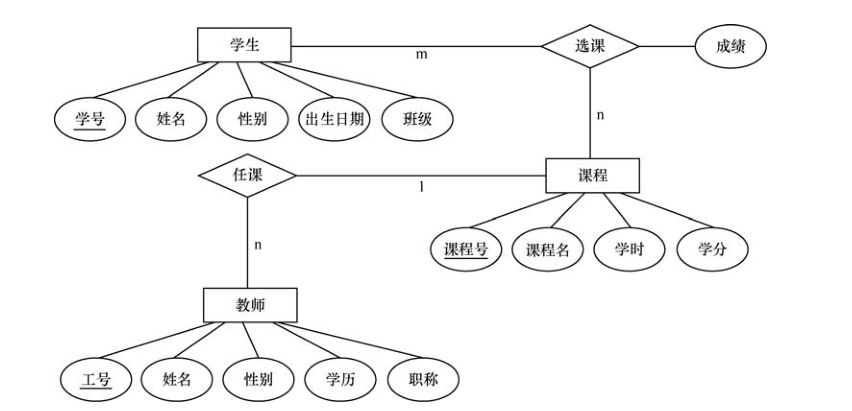 学生
选课
成绩
m
学号
姓名
性别
出生日期
班级
n
任课
课程
1
课程号
课程名
学时
学分
n
教师
工号
姓名
性别
学历
职称